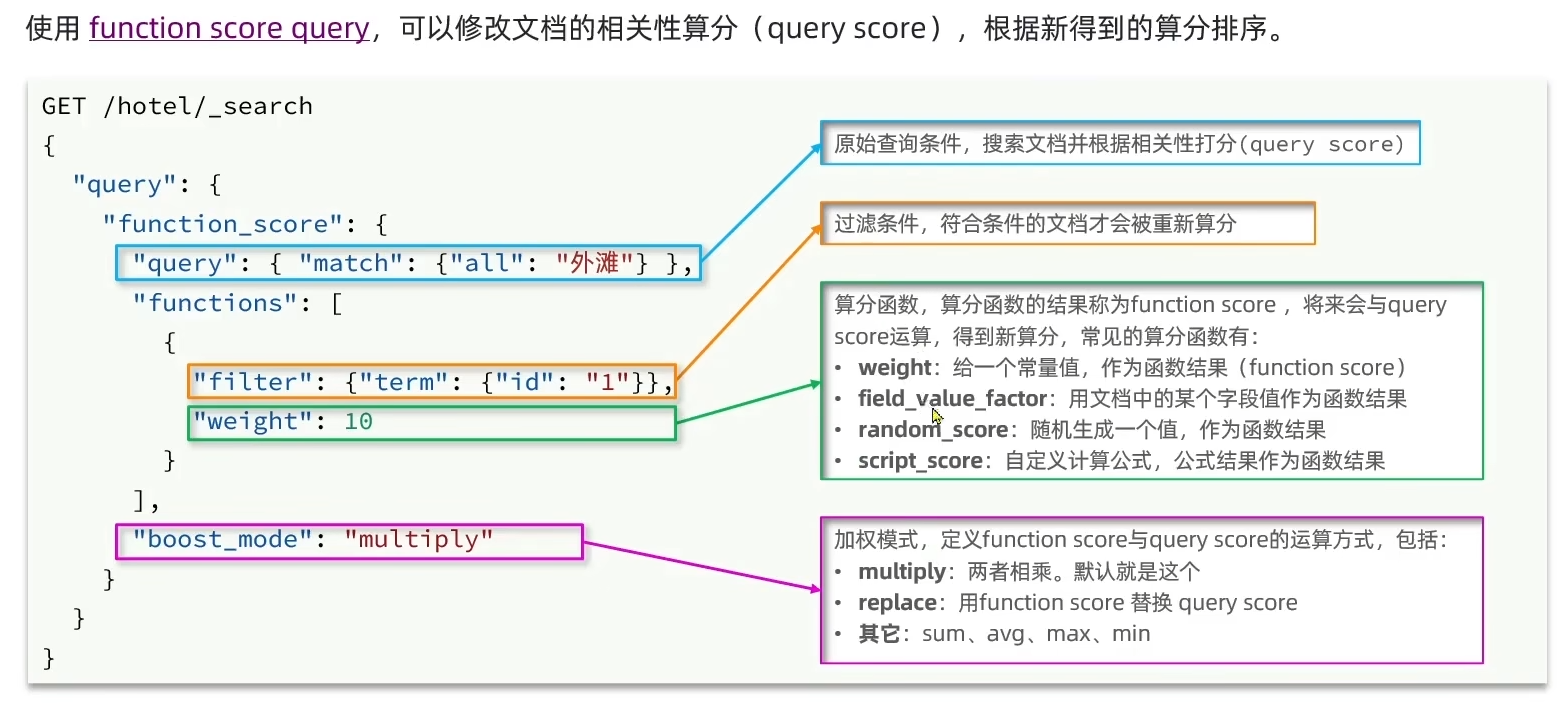 使用 function score query，可以修改文档的相关性算分（query score），根据新得到的算分排序。
GET /hotel/_search
{
"query": {
"function_score": {
"query": { "match": {"all": "外滩"} },
"functions": [
{
"filter": {"term": {"id": "1"}},
"weight": 10
}
],
"boost_mode": "multiply"
}
}
}
原始查询条件，搜索文档并根据相关性打分(query score)
过滤条件，符合条件的文档才会被重新算分
算分函数，算分函数的结果称为function score ，将来会与query
score运算，得到新算分，常见的算分函数有：
• weight：给一个常量值，作为函数结果（function score）
• field_value_factor：用文档中的某个字段值作为函数结果
• random_score：随机生成一个值，作为函数结果
• script_score：自定义计算公式，公式结果作为函数结果
加权模式，定义function score与query score的运算方式，包括：
• multiply：两者相乘。默认就是这个
• replace：用function score 替换 query score
• 其它：sum、avg、max、min